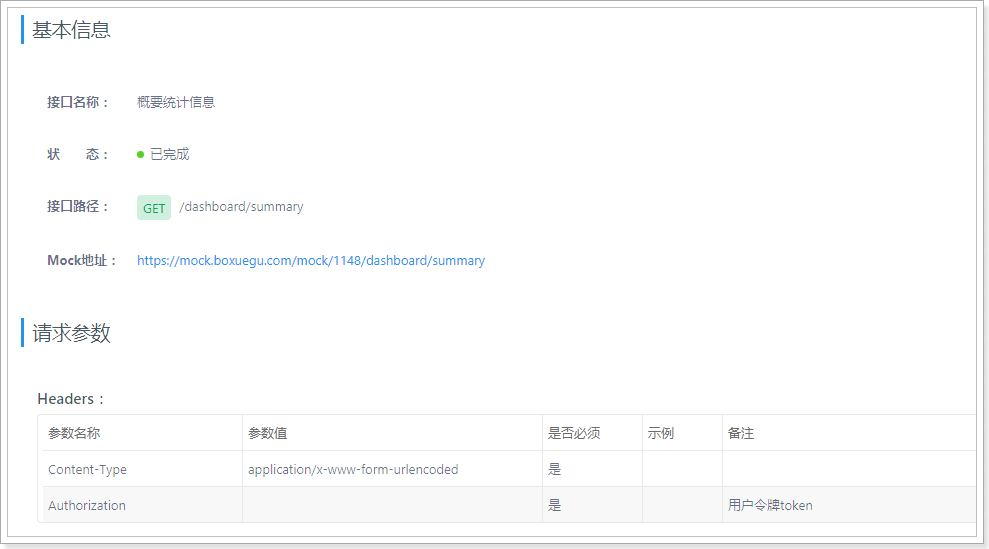 基本信息
接口名称： 概要统计信息
状 态： 已完成
接口路径： GET /dashboard/summary
Mock地址： https://mock.boxuegu.com/mock/1148/dashboard/summary
请求参数
Headers：
参数名称 参数值 是否必须 示例 备注
Content-Type application/x-www-form-urlencoded 是
Authorization 是 用户令牌token